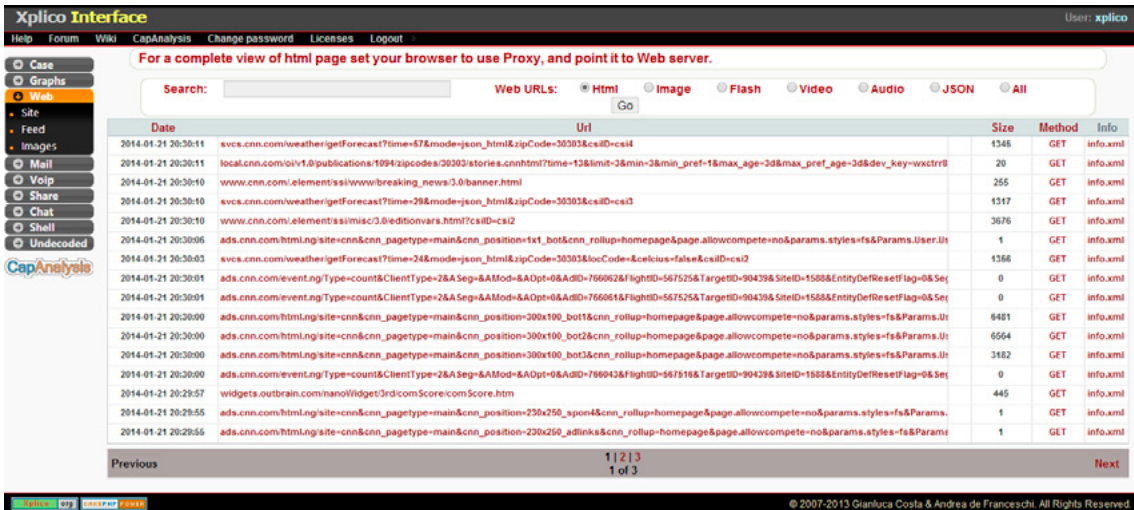 Xplico Interface
User: xplico
Help Forum Wiki CapAnalysis Change password Licenses Logout
For a complete view of html page set your browser to use Proxy, and point it to Web server.
Case
Graphs
Web
Site
Feed
Images
Mail
Voip
Share
Chat
Shell
Undecoded
CapAnalysis
Search: Web URLs: Html Image Flash Video Audio JSON All
Go
Date Url Size Method Info
2014-01-21 20:30:11 svcs.cnn.com/weather/getForecast?time=57&mode=json_html&zipCode=30303&csiID=csi4 1345 GET info.xml
2014-01-21 20:30:11 local.cnn.com/oi/v1.0/publications/1094/zipcodes/30303/stories.cnnhtml?time=13&limit=3&min=3&min_pref=1&max_age=3d&max_pref_age=3d&dev_key=wxctrr8 20 GET info.xml
2014-01-21 20:30:10 www.cnn.com/.element/ssi/www/breaking_news/3.0/banner.html 255 GET info.xml
2014-01-21 20:30:10 svcs.cnn.com/weather/getForecast?time=29&mode=json_html&zipCode=30303&csiID=csi3 1317 GET info.xml
2014-01-21 20:30:10 www.cnn.com/.element/ssi/misc/3.0/editionvars.html?csiID=csi2 3676 GET info.xml
2014-01-21 20:30:06 ads.cnn.com/html.ng/site=cnn&cnn_pagetype=main&cnn_position=1x1_bot&cnn_rollup=homepage&page.allowcompete=no&params.styles=fs&Params.User.Us 1 GET info.xml
2014-01-21 20:30:03 svcs.cnn.com/weather/getForecast?time=24&mode=json_html&zipCode=30303&locCode=&celcius=false&csiID=csi2 1366 GET info.xml
2014-01-21 20:30:01 ads.cnn.com/event.ng/Type=count&ClientType=2&ASeg=&AMod=&AOpt=0&AdID=766062&FlightID=567525&TargetID=90439&SiteID=1588&EntityDefResetFlag=0&Seg 0 GET info.xml
2014-01-21 20:30:01 ads.cnn.com/event.ng/Type=count&ClientType=2&ASeg=&AMod=&AOpt=0&AdID=766061&FlightID=567525&TargetID=90439&SiteID=1588&EntityDefResetFlag=0&Seg 0 GET info.xml
2014-01-21 20:30:00 ads.cnn.com/html.ng/site=cnn&cnn_pagetype=main&cnn_position=300x100_bot1&cnn_rollup=homepage&page.allowcompete=no&params.styles=fs&Params.Us 6481 GET info.xml
2014-01-21 20:30:00 ads.cnn.com/html.ng/site=cnn&cnn_pagetype=main&cnn_position=300x100_bot2&cnn_rollup=homepage&page.allowcompete=no&params.styles=fs&Params.Us 6564 GET info.xml
2014-01-21 20:30:00 ads.cnn.com/html.ng/site=cnn&cnn_pagetype=main&cnn_position=300x100_bot3&cnn_rollup=homepage&page.allowcompete=no&params.styles=fs&Params.Us 3182 GET info.xml
2014-01-21 20:30:00 ads.cnn.com/event.ng/Type=count&ClientType=2&ASeg=&AMod=&AOpt=0&AdID=766043&FlightID=567516&TargetID=90439&SiteID=1588&EntityDefResetFlag=0&Seg 0 GET info.xml
2014-01-21 20:29:57 widgets.outbrain.com/nanoWidget/3rd/comScore/comScore.htm 445 GET info.xml
2014-01-21 20:29:55 ads.cnn.com/html.ng/site=cnn&cnn_pagetype=main&cnn_position=230x250_spon4&cnn_rollup=homepage&page.allowcompete=no&params.styles=fs&Params. 1 GET info.xml
2014-01-21 20:29:55 ads.cnn.com/html.ng/site=cnn&cnn_pagetype=main&cnn_position=230x250_adlinks&cnn_rollup=homepage&page.allowcompete=no&params.styles=fs&Params 1 GET info.xml
Previous 1 | 2 | 3 Next
1 of 3
Xplico .org CAKEPHP POWER
© 2007-2013 Gianluca Costa & Andrea de Franceschi. All Rights Reserved.